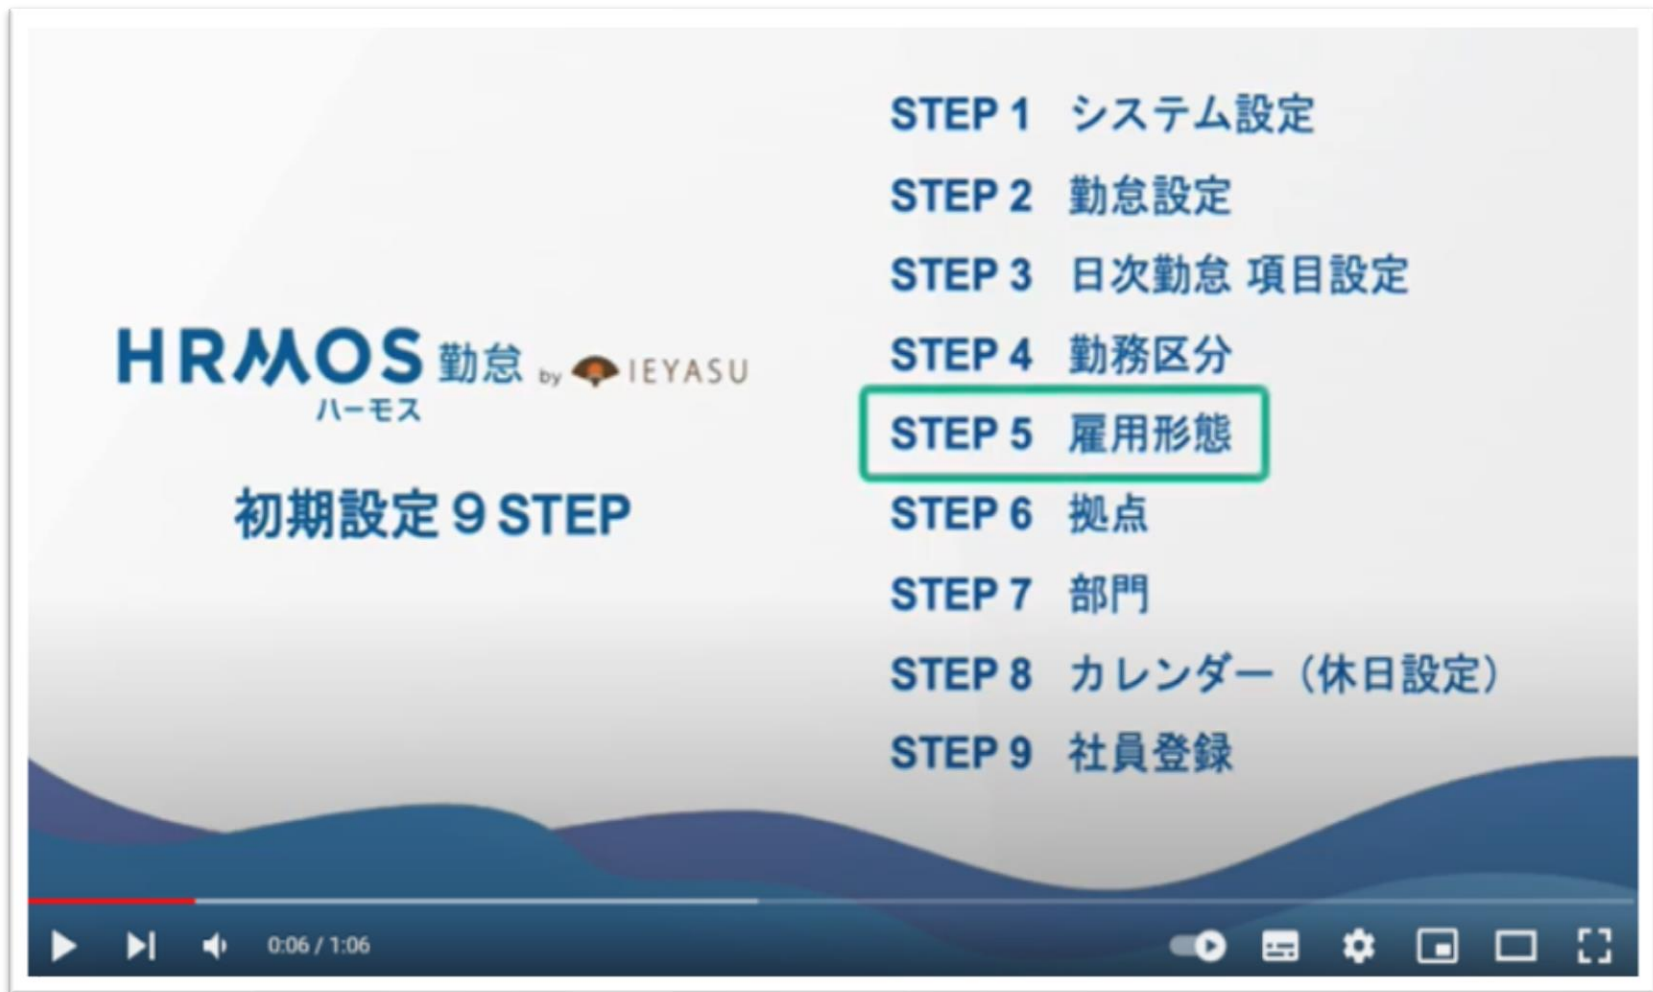 HRMOS 勤怠 by IEYASU
ハーモス
初期設定９STEP
STEP 1 システム設定
STEP 2 勤怠設定
STEP 3 日次勤怠 項目設定
STEP 4 勤務区分
STEP 5 雇用形態
STEP 6 拠点
STEP 7 部門
STEP 8 カレンダー（休日設定）
STEP 9 社員登録
0:06 / 1:06